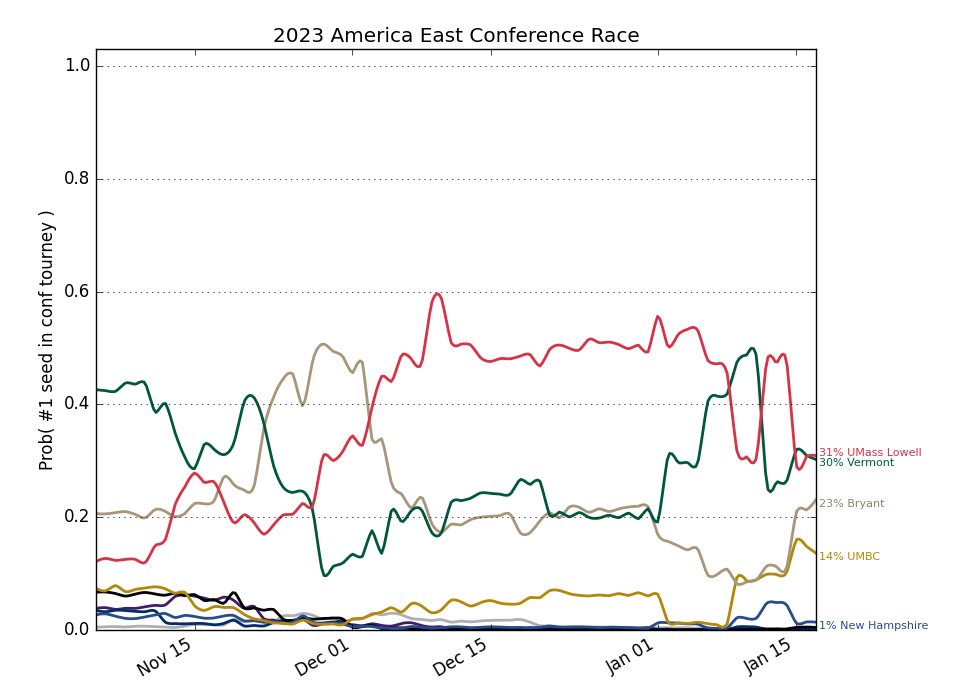 2023 America East Conference Race
1.0
0.8
0.6
0.4
0.2
0.0
Prob( #1 seed in conf tourney )
31% UMass Lowell
30% Vermont
23% Bryant
14% UMBC
1% New Hampshire
Nov 15
Dec 01
Dec 15
Jan 01
Jan 15